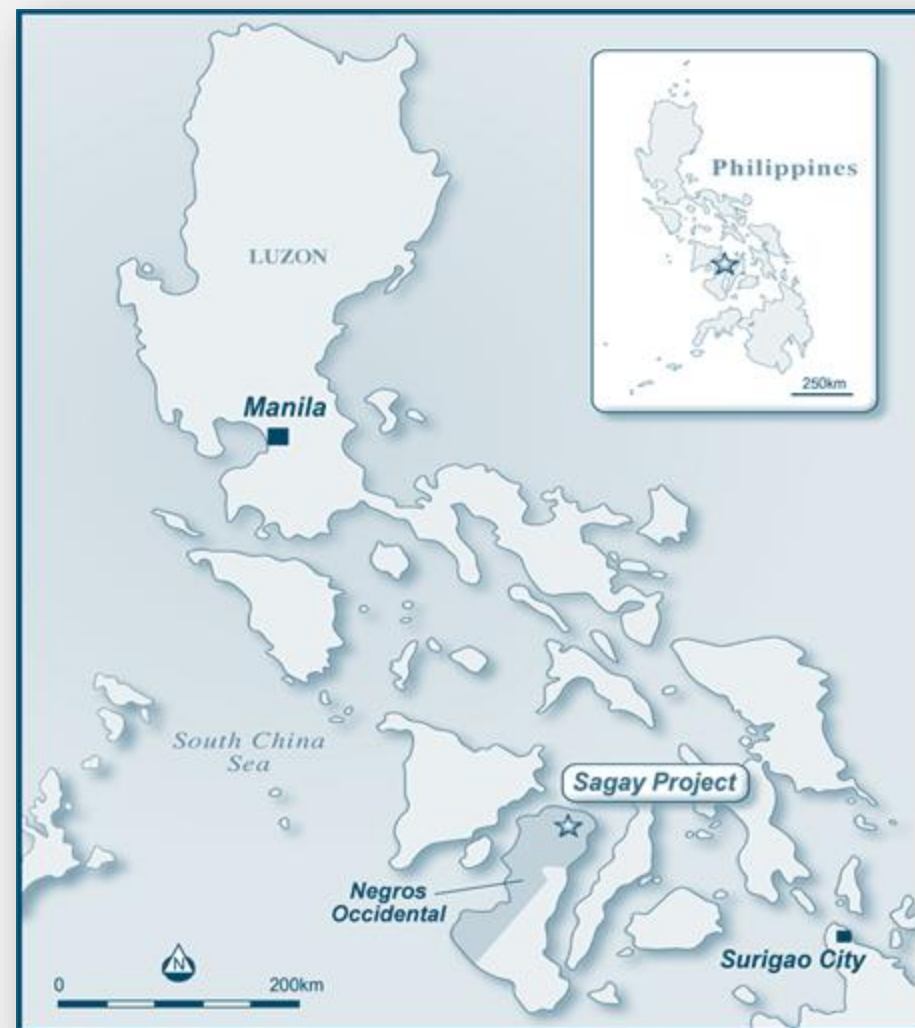 Philippines
250km
LUZON
Manila
South China
Sea
Sagay Project
Negros
Occidental
Surigao City
N
0 200km